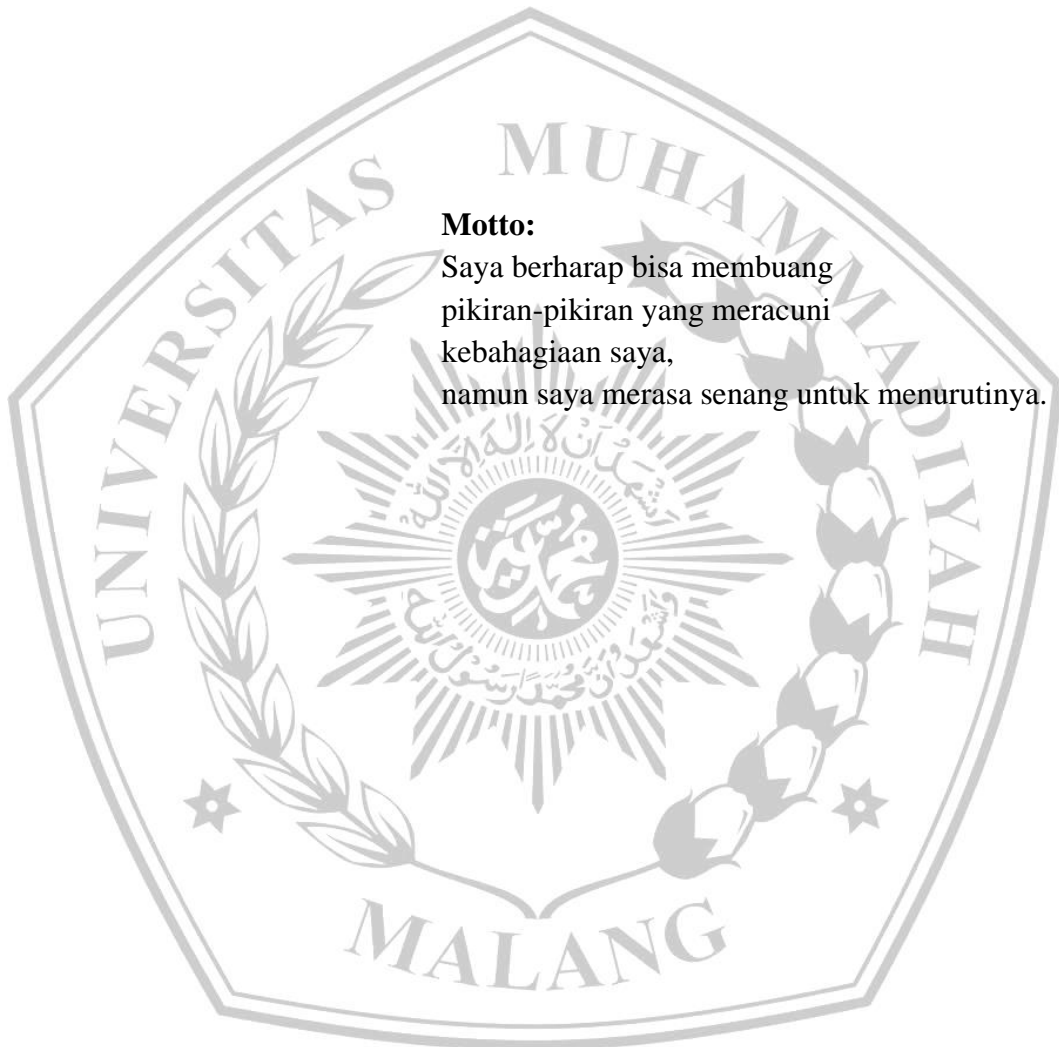 UNIVERSITAS MUHAMMADIYAH
Motto:
Saya berharap bisa membuang
pikiran-pikiran yang meracuni
kebahagiaan saya,
namun saya merasa senang untuk menurutinya.
MALANG